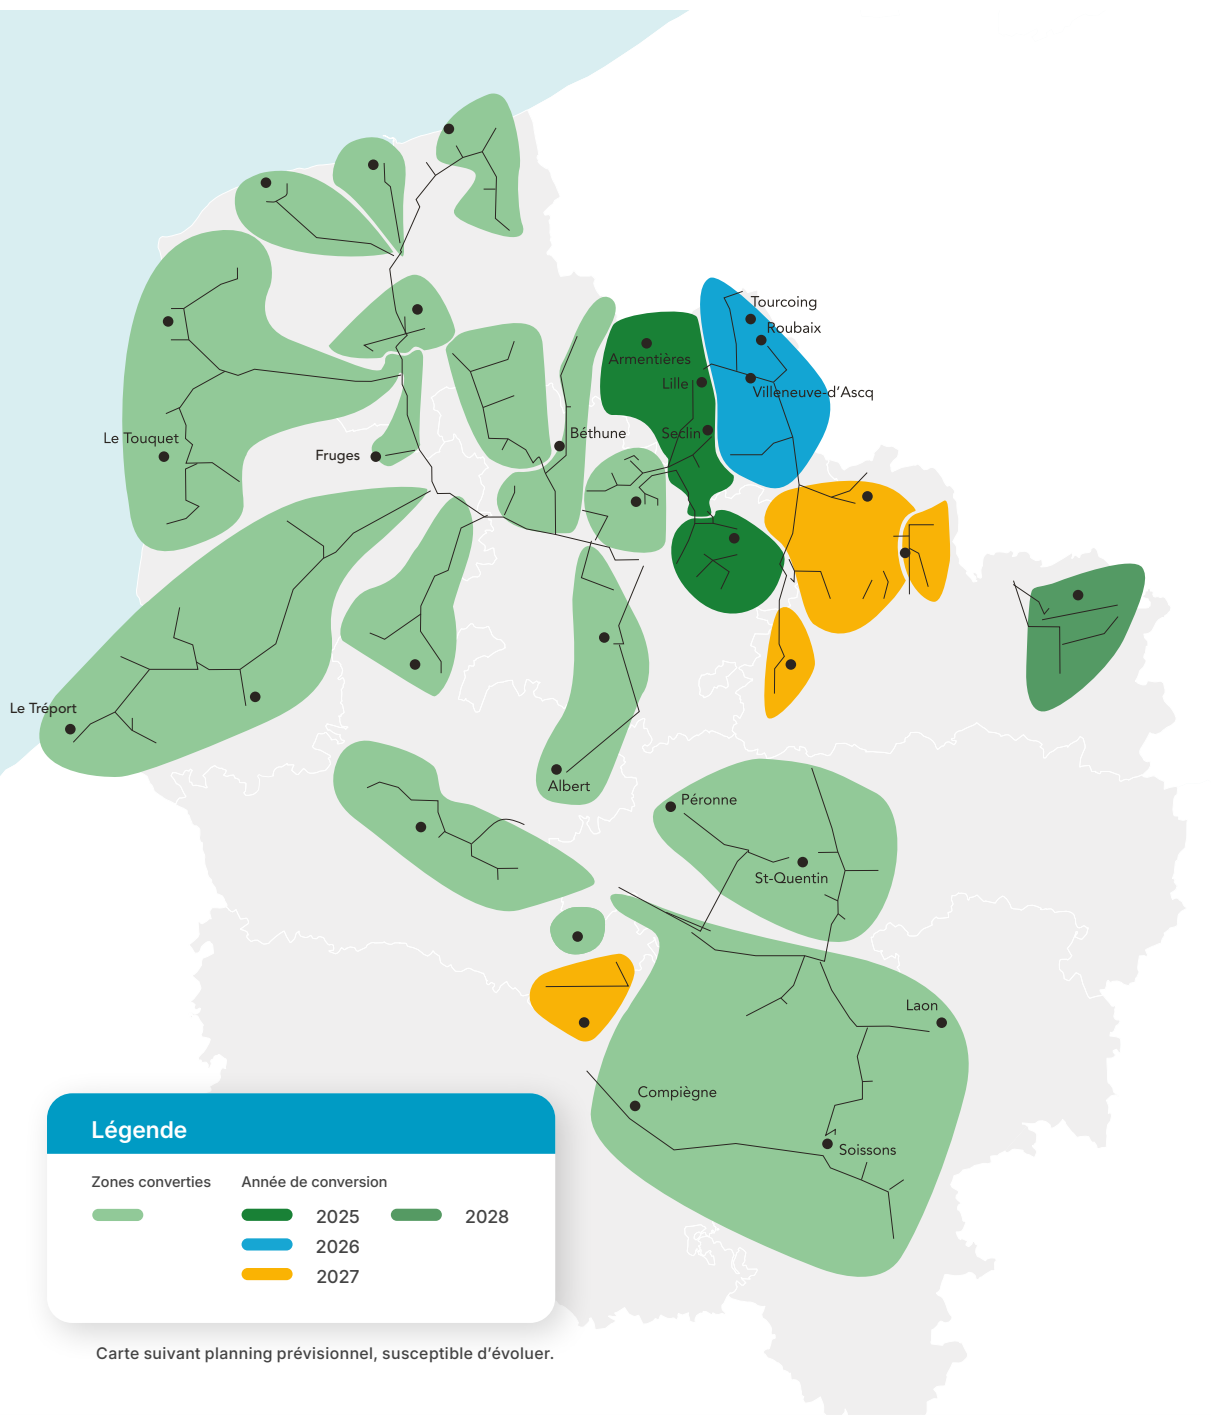 Tourcoing
Roubaix
Armentières
Lille
Villeneuve-d’Ascq
Le Touquet
Béthune
Seclin
Fruges
Le Tréport
Albert
Péronne
St-Quentin
Laon
Compiègne
Soissons
Légende
Zones converties Année de conversion
2025 2028
2026
2027
Carte suivant planning prévisionnel, susceptible d’évoluer.